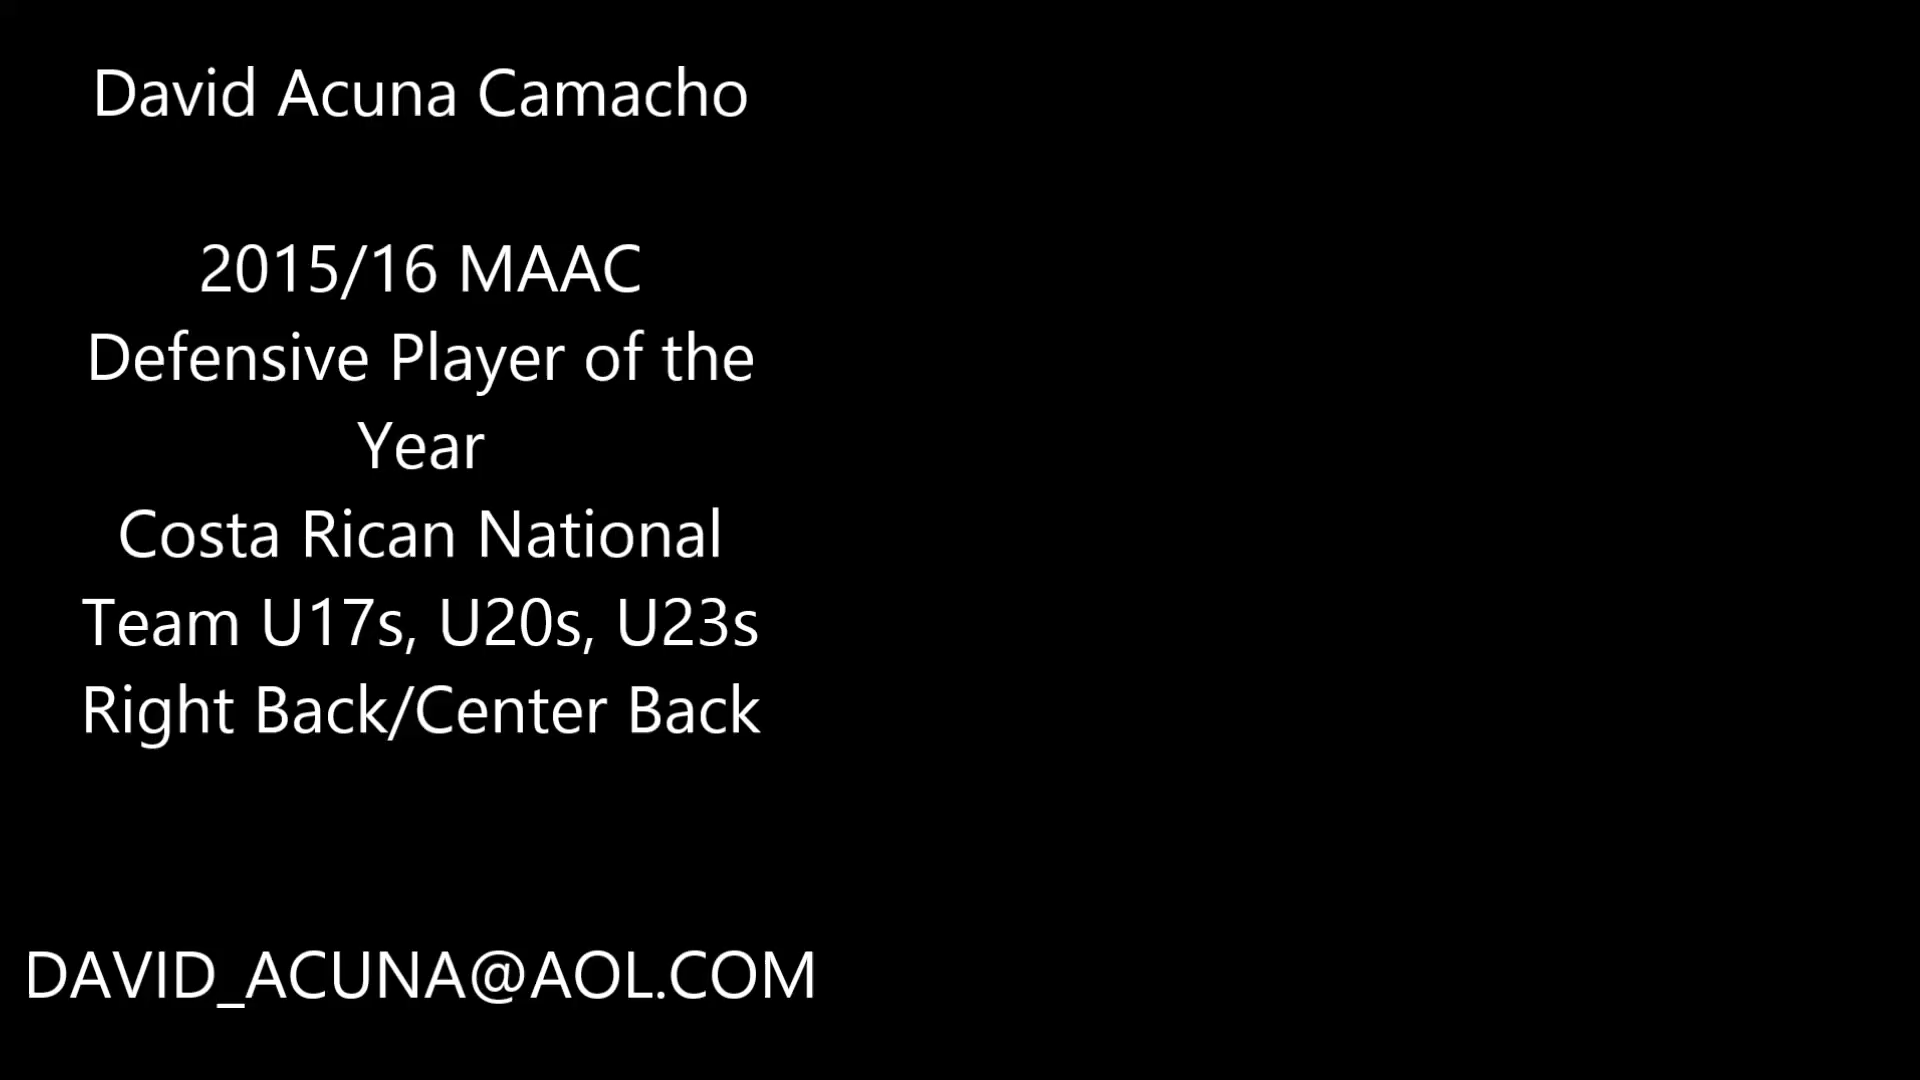 David Acuna Camacho
2015/16 MAAC
Defensive Player of the
Year
Costa Rican National
Team U17s, U20s, U23s
Right Back/Center Back
DAVID_ACUNA@AOL.COM